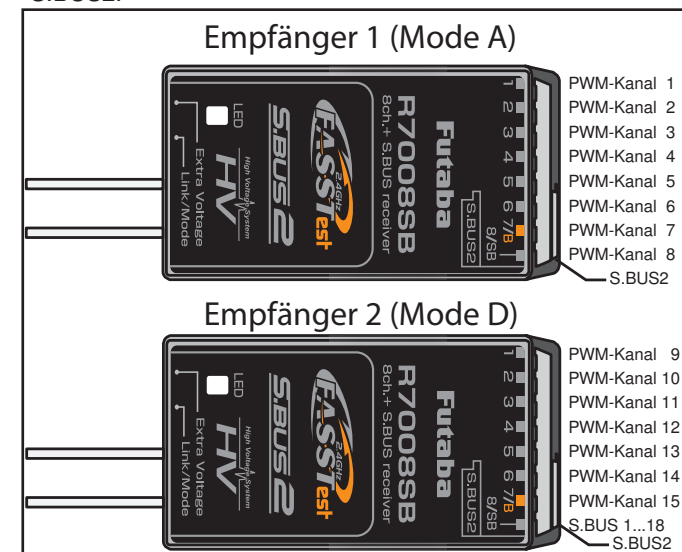 S.BUS2.
Empfänger 1 (Mode A)
LED
Extra Voltage
Link/Mode
S.BUS2
High Voltage System
HV
FASSTest
2.4GHz
R7008SB
8ch.+ S.BUS receiver
Futaba
S.BUS2
8/SB
1
2
3
4
5
6
7/B
PWM-Kanal 1
PWM-Kanal 2
PWM-Kanal 3
PWM-Kanal 4
PWM-Kanal 5
PWM-Kanal 6
PWM-Kanal 7
PWM-Kanal 8
S.BUS2
Empfänger 2 (Mode D)
LED
Extra Voltage
Link/Mode
S.BUS2
High Voltage System
HV
FASSTest
2.4GHz
R7008SB
8ch.+ S.BUS receiver
Futaba
S.BUS2
8/SB
1
2
3
4
5
6
7/B
PWM-Kanal 9
PWM-Kanal 10
PWM-Kanal 11
PWM-Kanal 12
PWM-Kanal 13
PWM-Kanal 14
PWM-Kanal 15
S.BUS 1...18
S.BUS2